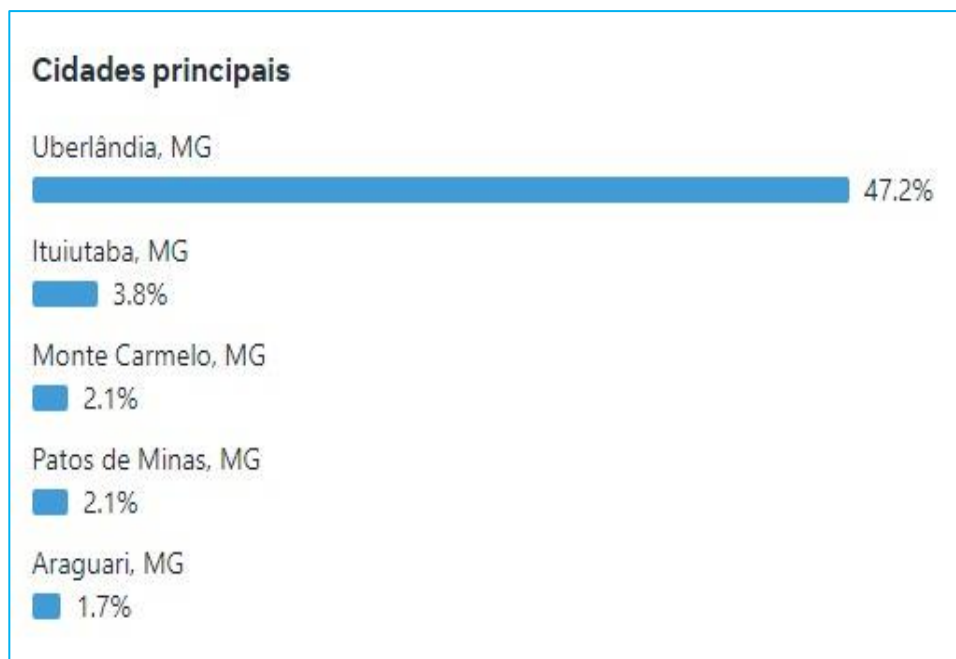 Cidades principais
Uberlândia, MG
47.2%
Ituiutaba, MG
3.8%
Monte Carmelo, MG
2.1%
Patos de Minas, MG
2.1%
Araguari, MG
1.7%